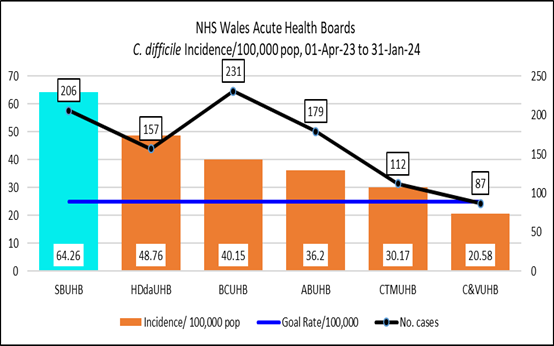 NHS Wales Acute Health Boards
C. difficile Incidence/100,000 pop, 01-Apr-23 to 31-Jan-24
70
60
50
40
30
20
10
0
250
200
150
100
50
0
206
157
231
179
112
87
64.26
48.76
40.15
36.2
30.17
20.58
SBUHB
HDdaUHB
BCUHB
ABUHB
CTMUHB
C&VUHB
Incidence/ 100,000 pop
Goal Rate/100,000
No. cases